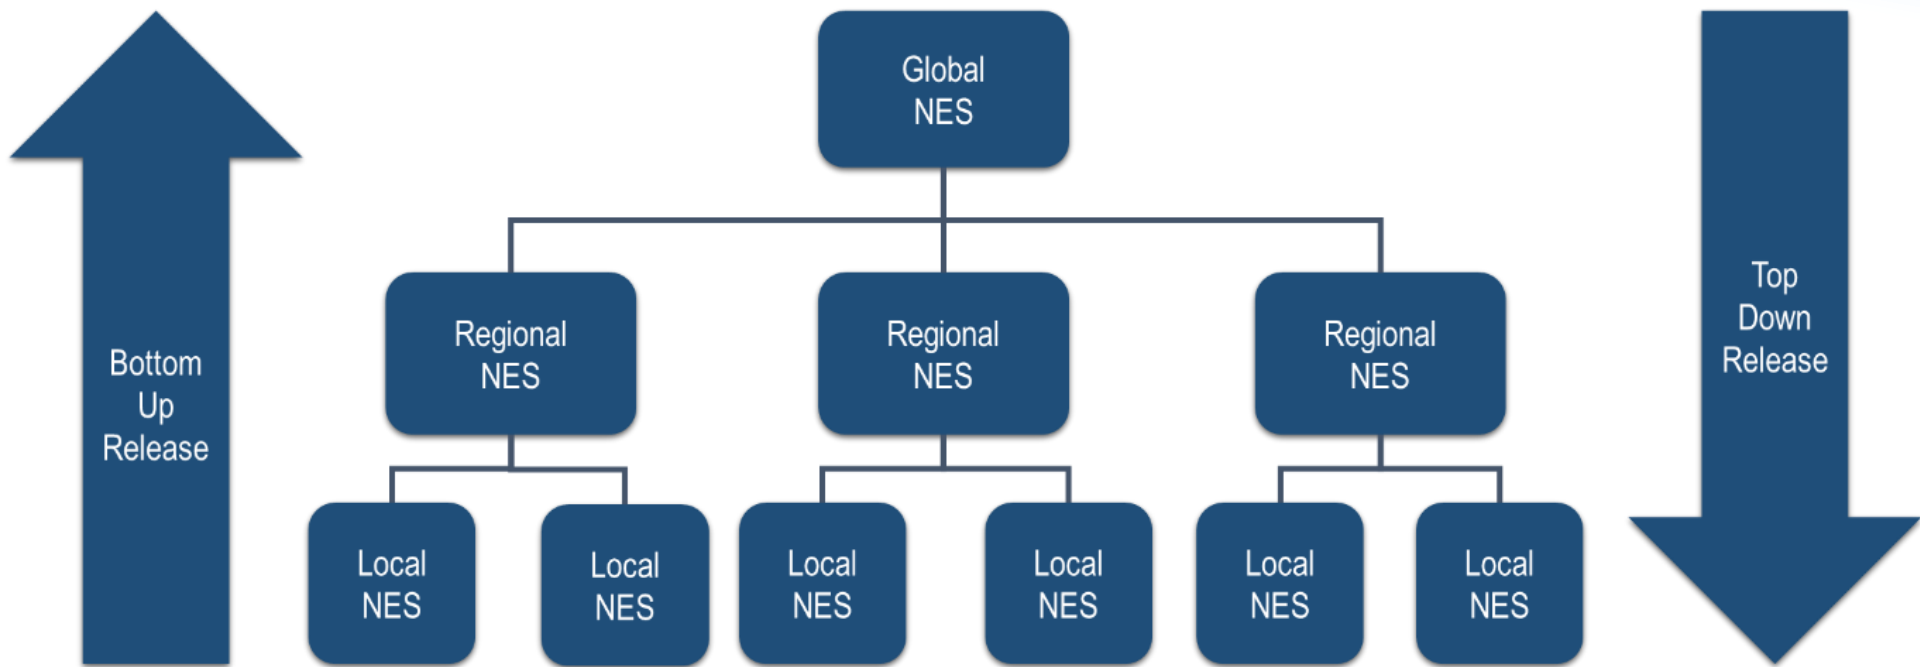 Global
NES
Bottom
Up
Release
Regional
NES
Regional
NES
Regional
NES
Top
Down
Release
Local
NES
Local
NES
Local
NES
Local
NES
Local
NES
Local
NES